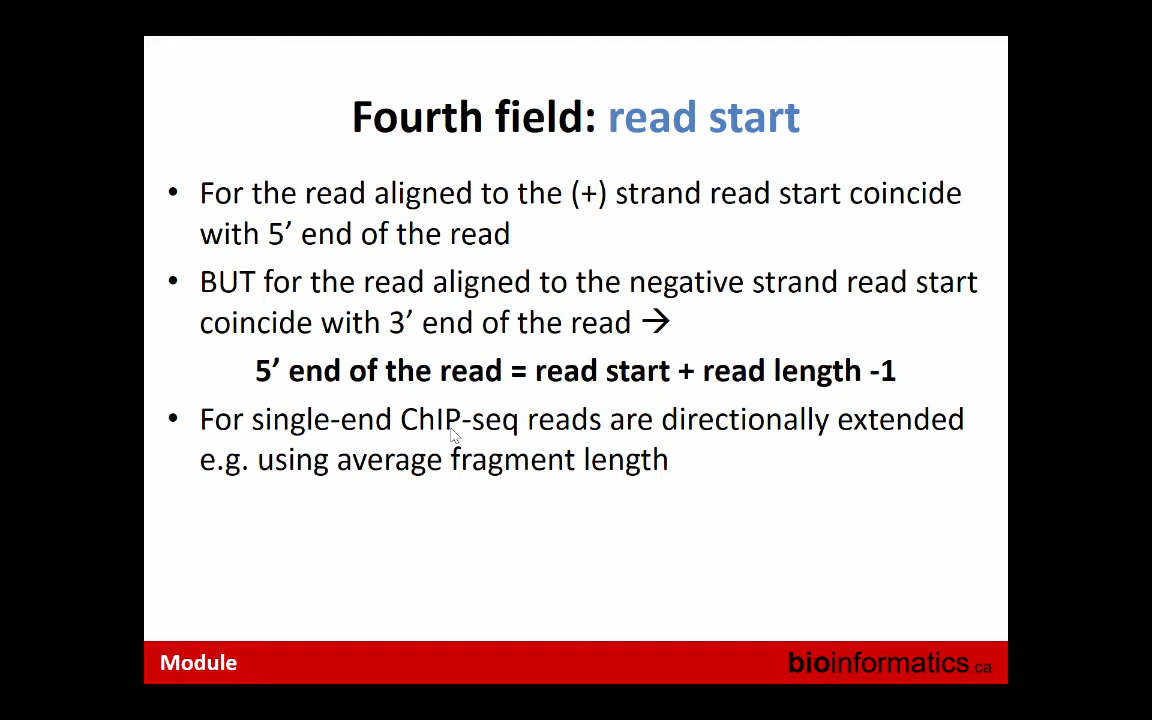 Fourth field: read start
• For the read aligned to the (+) strand read start coincide
with 5’ end of the read
• BUT for the read aligned to the negative strand read start
coincide with 3’ end of the read →
5’ end of the read = read start + read length -1
• For single-end ChIP-seq reads are directionally extended
e.g. using average fragment length
Module
bioinformatics.ca